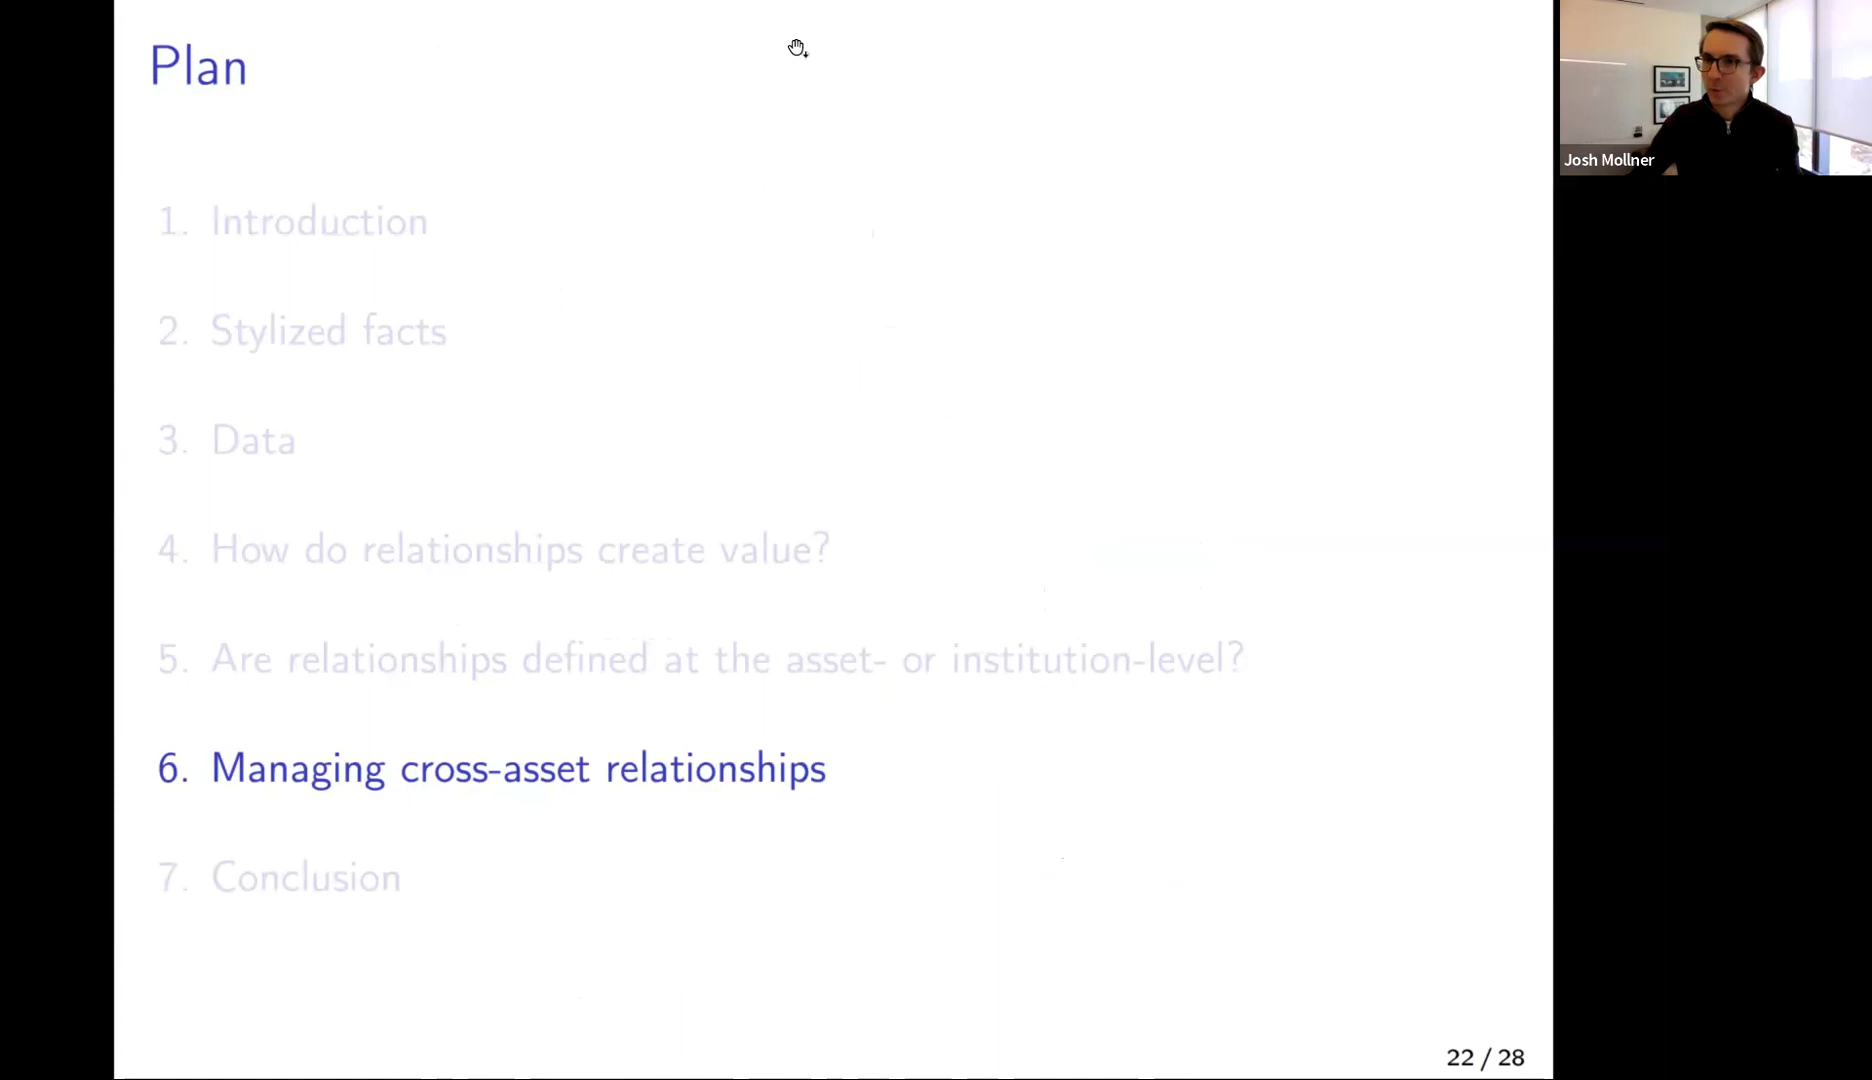 Plan
Josh Mollner
1. Introduction
2. Stylized facts
3. Data
4. How do relationships create value?
5. Are relationships defined at the asset- or institution-level?
6. Managing cross-asset relationships
7. Conclusion
22 / 28